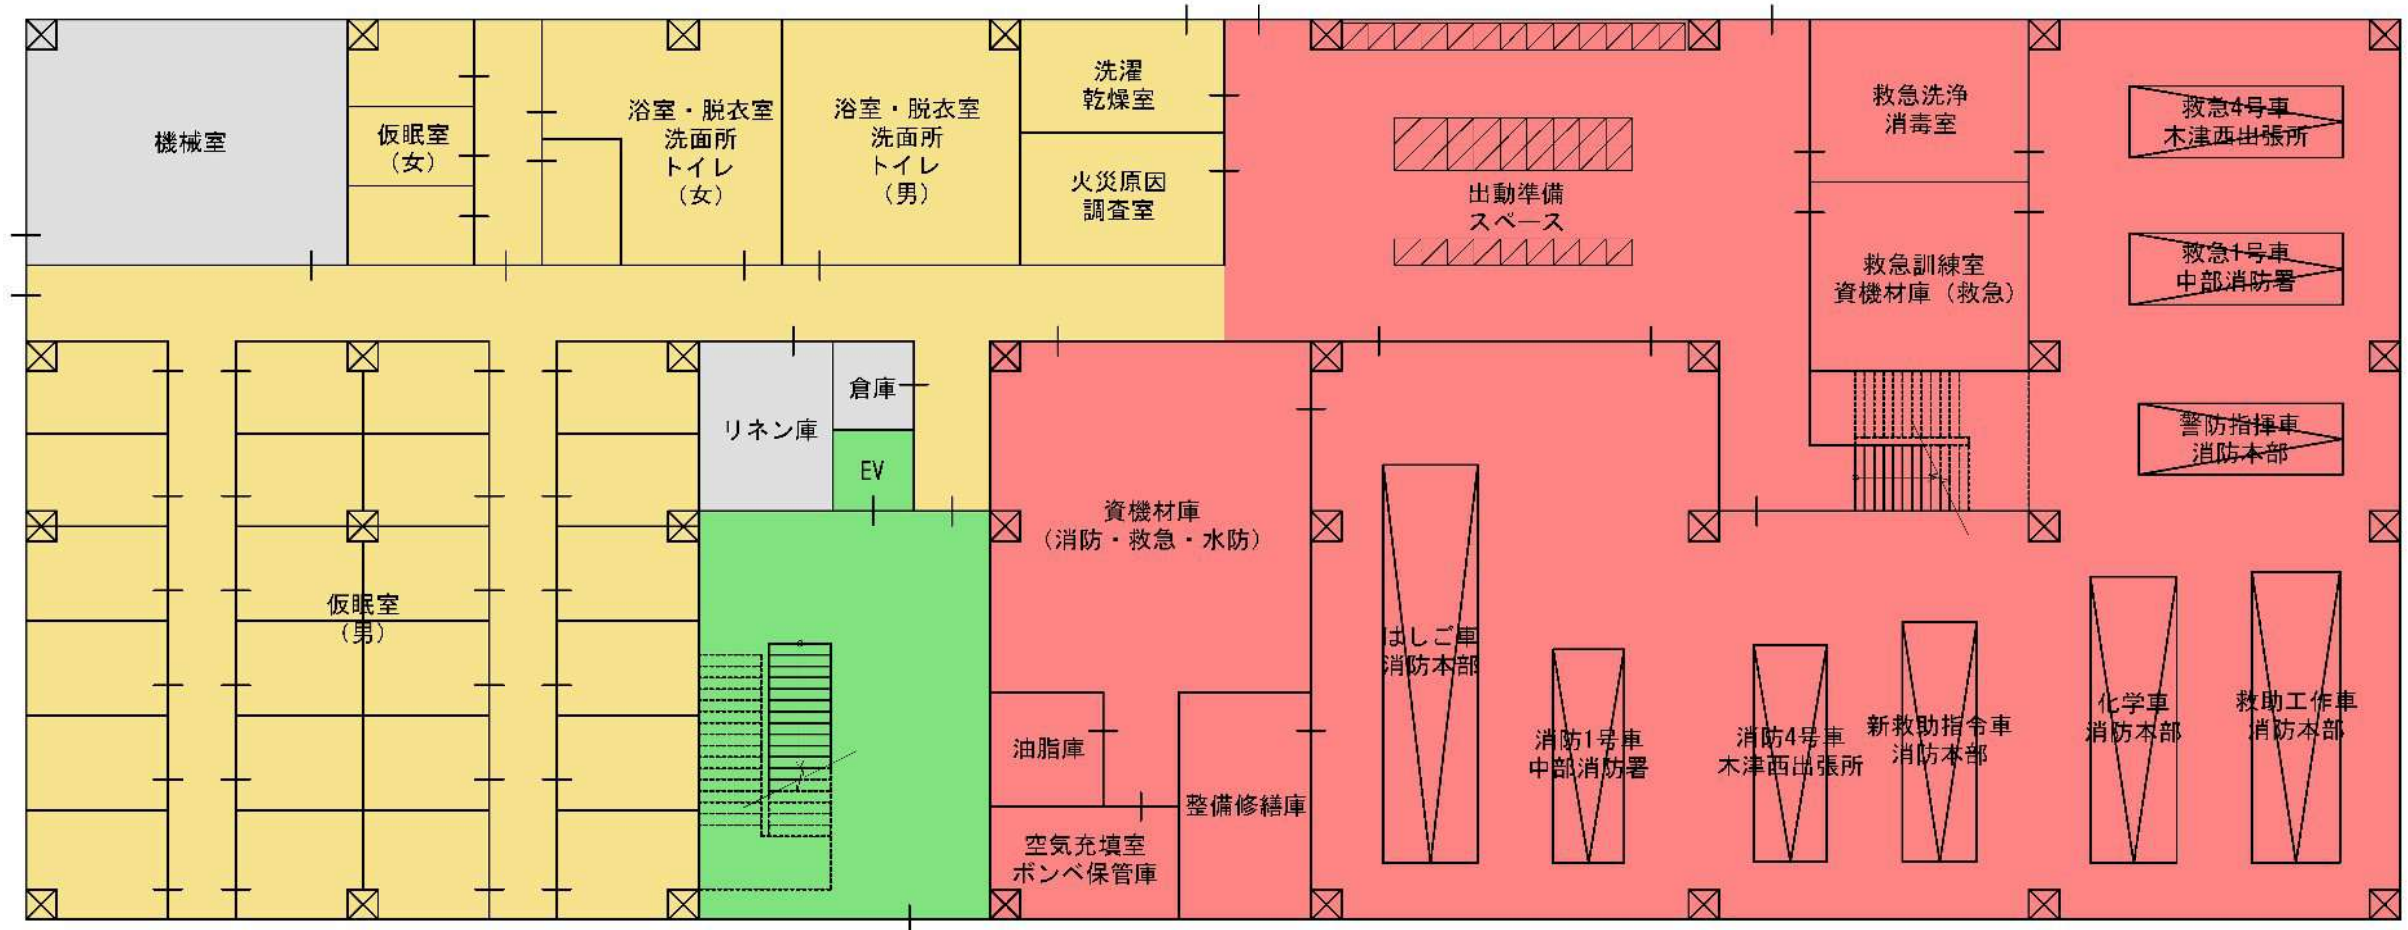 機械室
仮眠室
（女）
浴室・脱衣室
洗面所
トイレ
（女）
浴室・脱衣室
洗面所
トイレ
（男）
洗濯
乾燥室
火災原因
調査室
出動準備
スペース
救急洗浄
消毒室
救急訓練室
資機材庫（救急）
救急4号車
木津西出張所
救急1号車
中部消防署
警防指揮車
消防本部
リネン庫
倉庫
EV
仮眠室
（男）
資機材庫
（消防・救急・水防）
油脂庫
空気充填室
ボンベ保管庫
整備修繕庫
はしご車
消防本部
消防1号車
中部消防署
消防4号車
木津西出張所
新救助指令車
消防本部
化学車
消防本部
救助工作車
消防本部